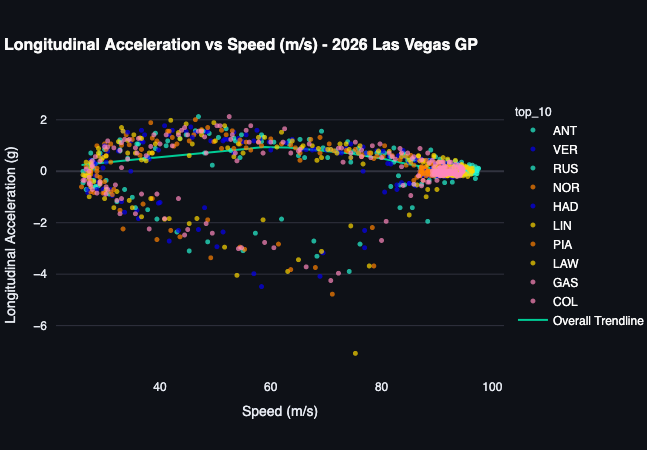 Longitudinal Acceleration vs Speed (m/s) - 2026 Las Vegas GP
top_10
ANT
VER
RUS
NOR
HAD
LIN
PIA
LAW
GAS
COL
Overall Trendline
Longitudinal Acceleration (g)
2
0
−2
−4
−6
40
60
80
100
Speed (m/s)